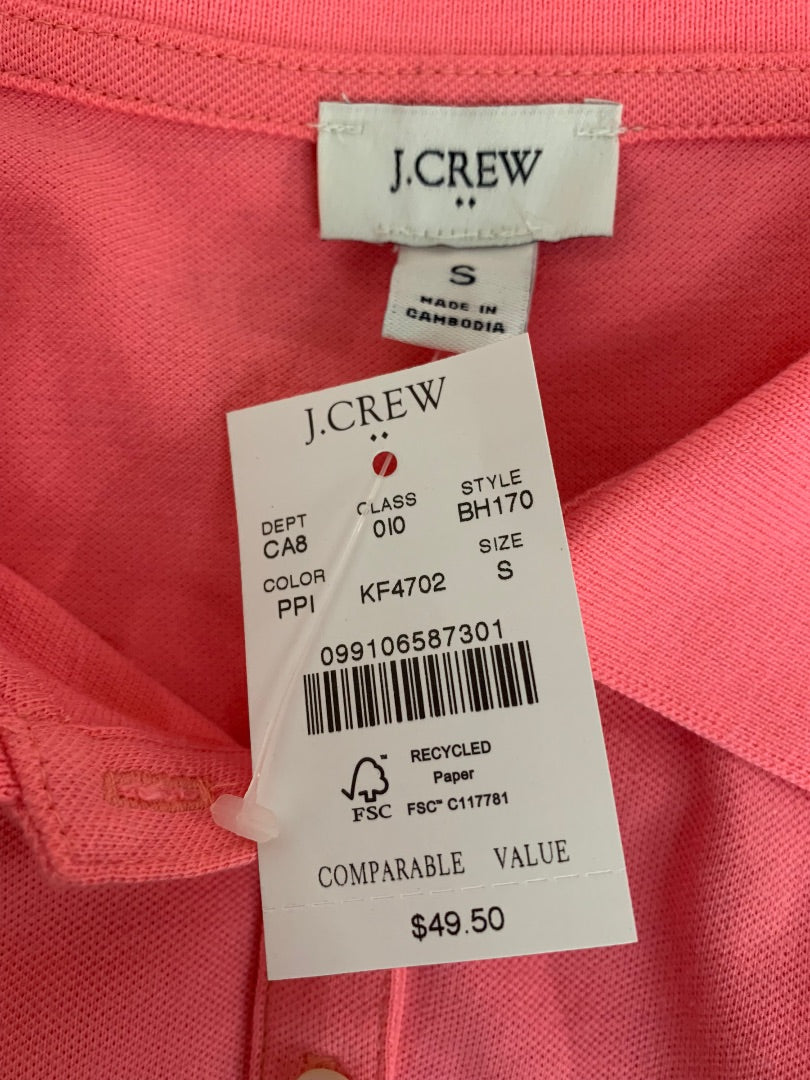 J.CREW
S
MADE IN
CAMBODIA
J.CREW
DEPT CLASS STYLE
CA8 010 BH170
COLOR SIZE
PPI KF4702 S
099106587301
RECYCLED
Paper
FSC™ FSC™ C117781
COMPARABLE VALUE
$49.50